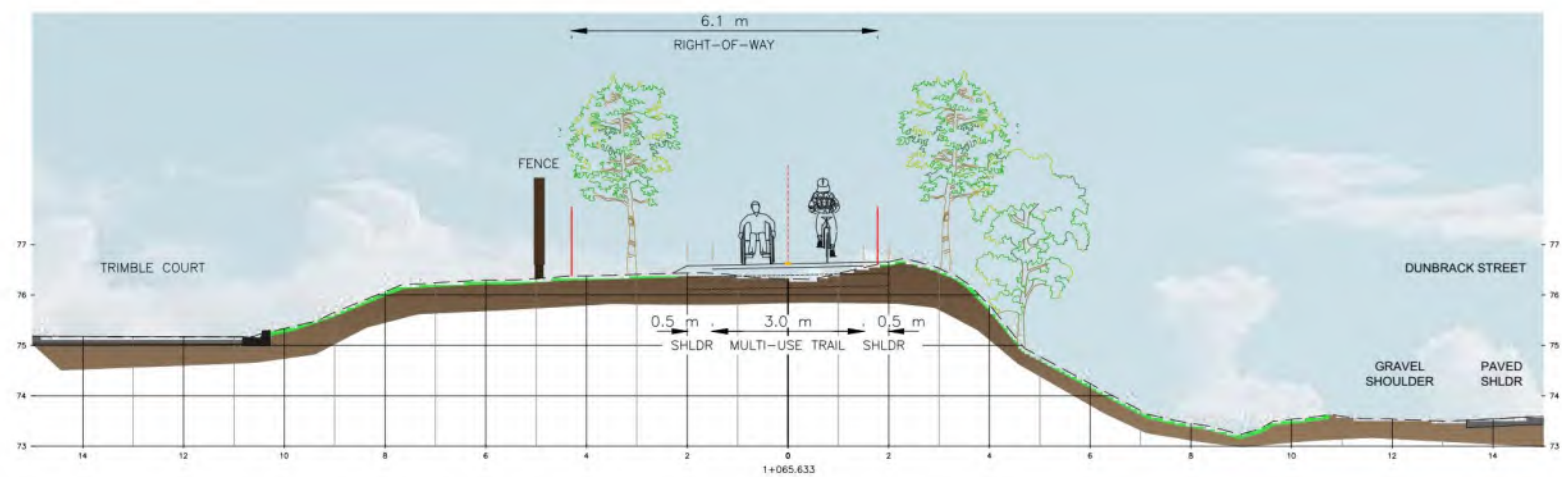 6.1 m
RIGHT-OF-WAY
FENCE
77
77
TRIMBLE COURT
DUNBRACK STREET
76
76
0.5 m 3.0 m 0.5 m
SHLDR MULTI-USE TRAIL SHLDR
75
75
GRAVEL
SHOULDER
PAVED
SHLDR
74
74
73
73
14 12 10 8 6 4 2 0 2 4 6 8 10 12 14
1+065.633